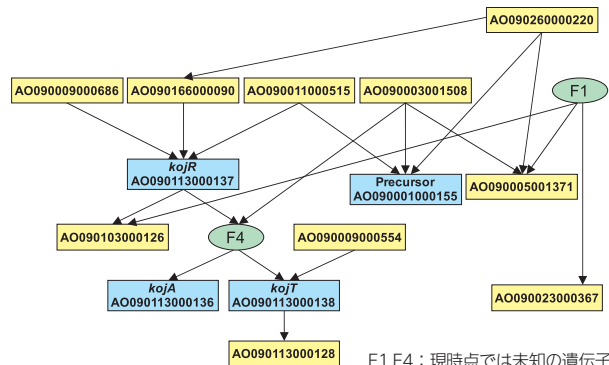 AO090260000220
AO090009000686
AO090166000090
AO090011000515
AO090003001508
F1
kojR
AO090113000137
Precursor
AO090001000155
AO090005001371
AO090103000126
F4
AO090009000554
kojA
AO090113000136
kojT
AO090113000138
AO090023000367
AO090113000128
F1,F4：現時点では未知の遺伝子